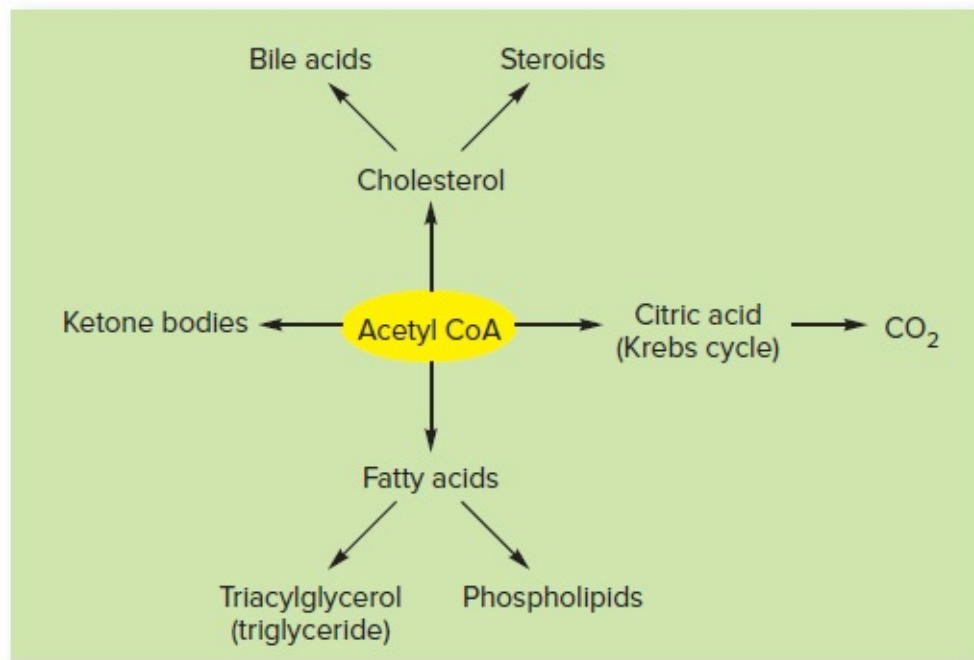 Bile acids
Steroids
Cholesterol
Ketone bodies
Acetyl CoA
Citric acid
(Krebs cycle)
CO₂
Fatty acids
Triacylglycerol
(triglyceride)
Phospholipids